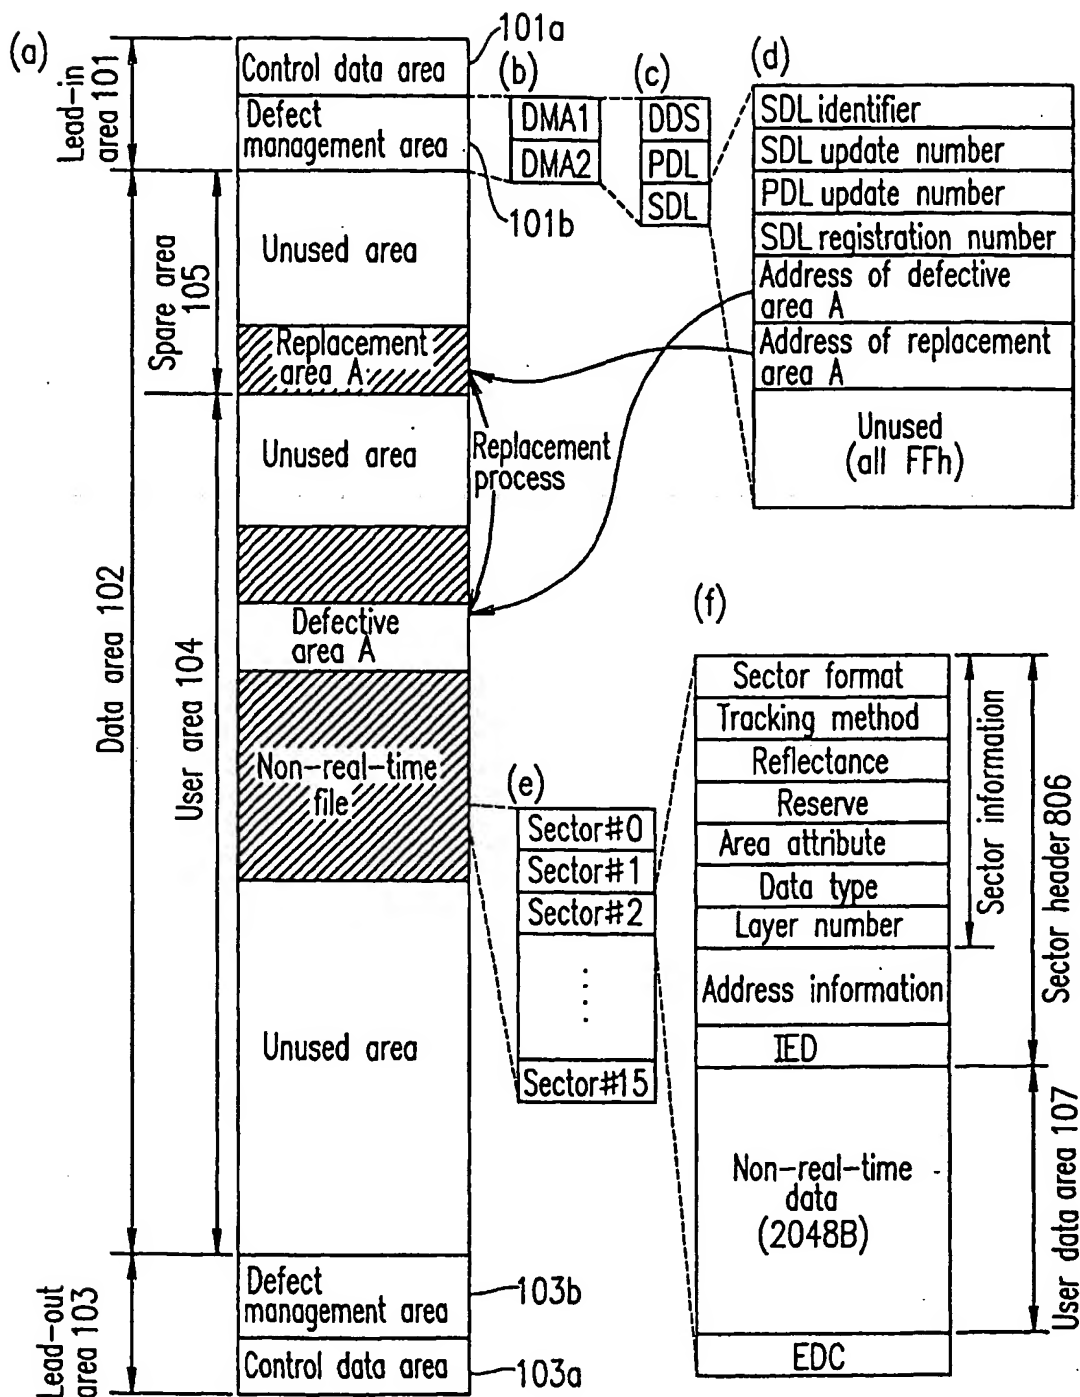 (a)
Lead-in
area 101
Data area 102
Spare area
105
User area 104
Lead-out
area 103
Control data area
Defect
management area
Unused area
Replacement
area A
Unused area
Defective
area A
Non-real-time
file
Unused area
Defect
management area
Control data area
101a
101b
103b
103a
Replacement
process
(b)
DMA1
DMA2
(c)
DDS
PDL
SDL
(d)
SDL identifier
SDL update number
PDL update number
SDL registration number
Address of defective
area A
Address of replacement
area A
Unused
(all FFh)
(e)
Sector#0
Sector#1
Sector#2
Sector#15
(f)
Sector format
Tracking method
Reflectance
Reserve
Area attribute
Data type
Layer number
Address information
IED
Non-real-time
data
(2048B)
EDC
Sector information
Sector header 806
User data area 107